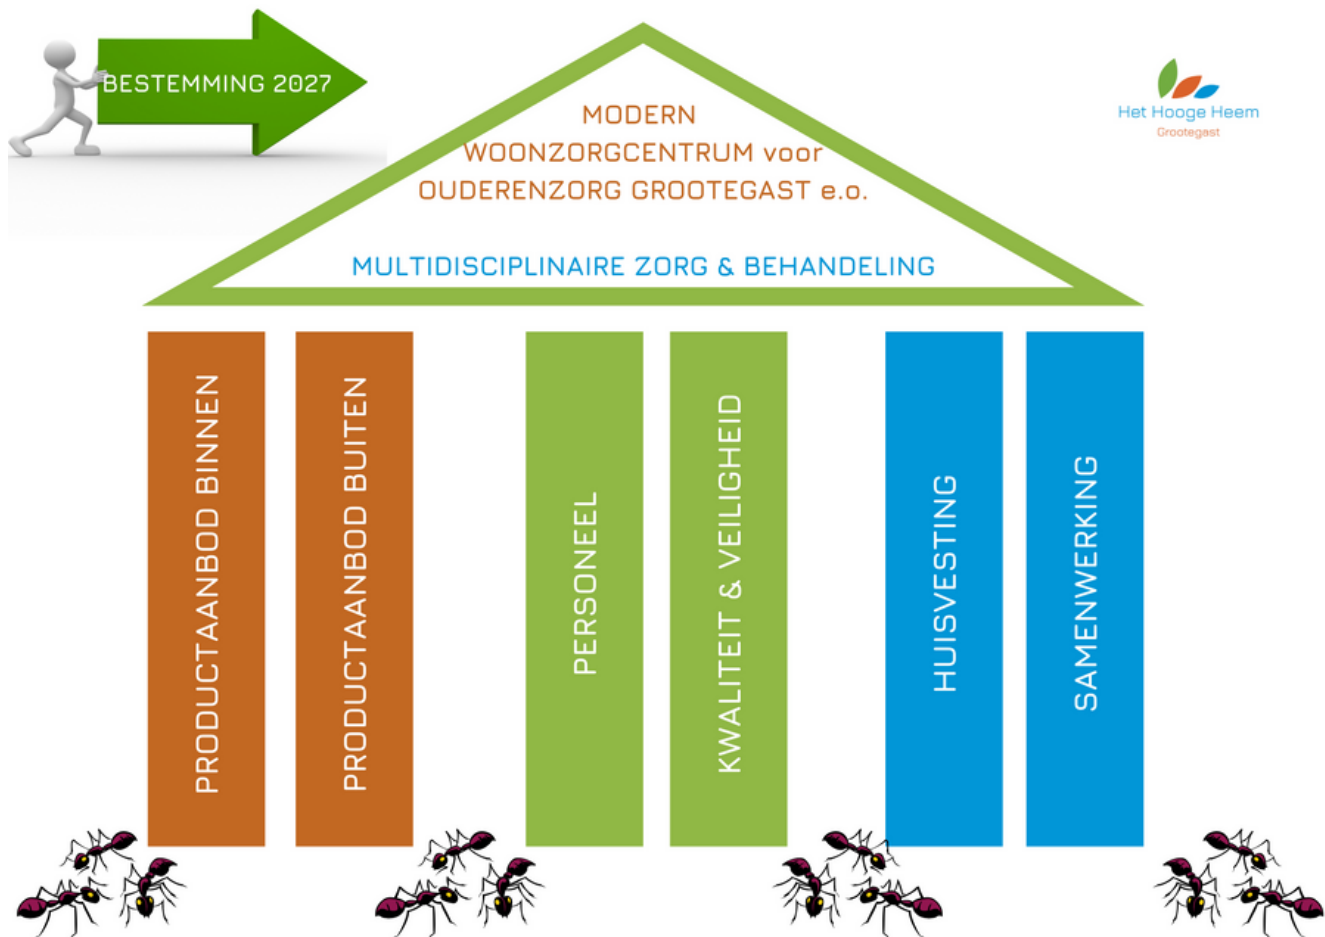 BESTEMMING 2027
MODERN
WOONZORGCENTRUM voor
OUDERENZORG GROOTEGAST e.o.
MULTIDISCIPLINAIRE ZORG & BEHANDELING
Het Hooge Heem
Grootegast
PRODUCTAANBOD BINNEN
PRODUCTAANBOD BUITEN
PERSONEEL
KWALITEIT & VEILIGHEID
HUISVESTING
SAMENWERKING